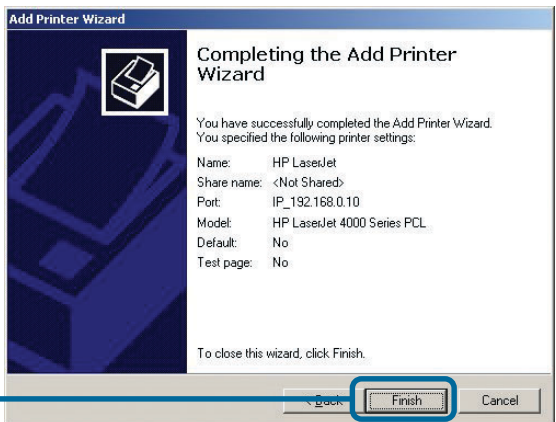 Add Printer Wizard
Completing the Add Printer
Wizard
You have successfully completed the Add Printer Wizard.
You specified the following printer settings:
Name: HP LaserJet
Share name: <Not Shared>
Port: IP_192.168.0.10
Model: HP LaserJet 4000 Series PCL
Default: No
Test page: No
To close this wizard, click Finish.
< Back Finish Cancel